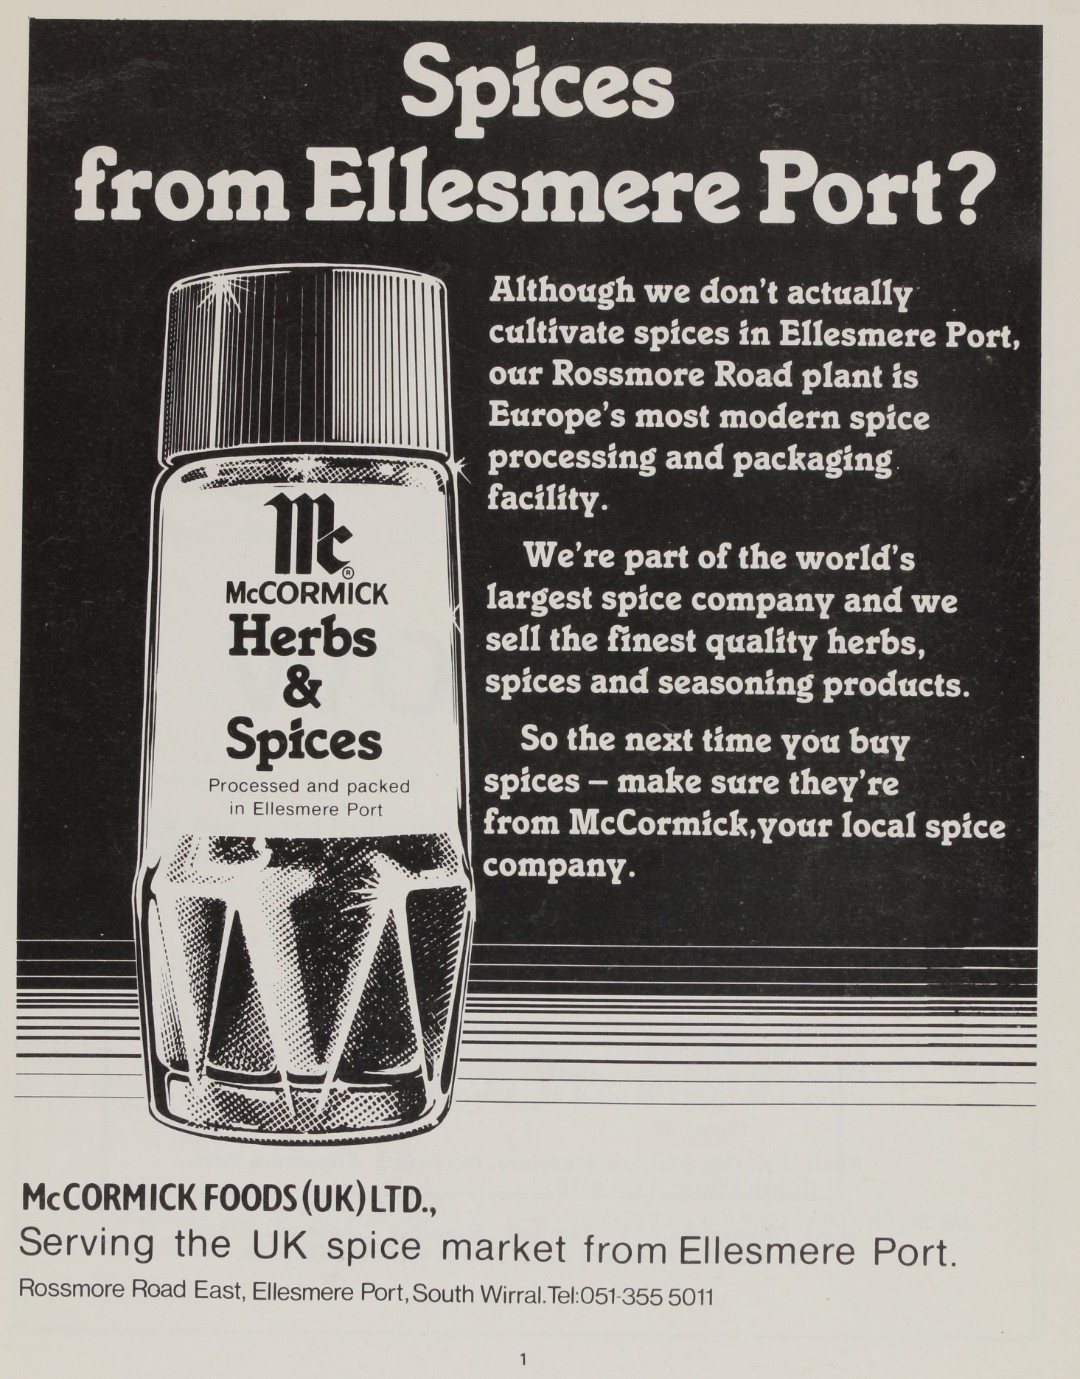 Spices
from Ellesmere Port?
Although we don't actually
cultivate spices in Ellesmere Port,
our Rossmore Road plant is
Europe's most modern spice
processing and packaging
facility.
We're part of the world's
largest spice company and we
sell the finest quality herbs,
spices and seasoning products.
So the next time you buy
spices – make sure they're
from McCormick,your local spice
company.
Mc®
McCORMICK
Herbs
&
Spices
Processed and packed
in Ellesmere Port
McCORMICK FOODS (UK) LTD.,
Serving the UK spice market from Ellesmere Port.
Rossmore Road East, Ellesmere Port, South Wirral.Tel:051-355 5011
1